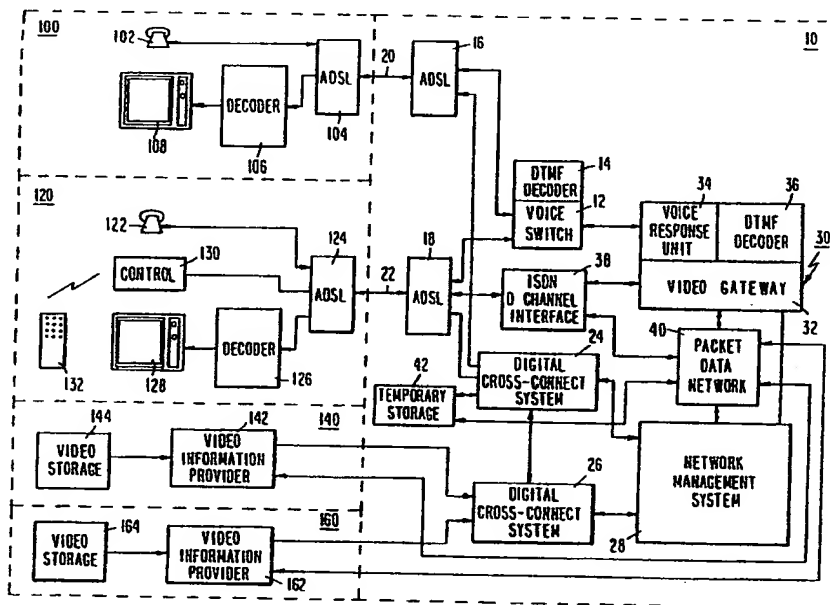 100
102
108
DECODER
106
ADSL
104
20
16
ADSL
10
14
DTMF
DECODER
12
VOICE
SWITCH
34
36
VOICE
RESPONSE
UNIT
DTMF
DECODER
30
VIDEO GATEWAY
32
120
122
130
CONTROL
124
ADSL
22
18
ADSL
38
ISDN
D CHANNEL
INTERFACE
40
PACKET
DATA
NETWORK
132
128
DECODER
126
42
TEMPORARY
STORAGE
24
DIGITAL
CROSS-CONNECT
SYSTEM
140
144
VIDEO
STORAGE
142
VIDEO
INFORMATION
PROVIDER
26
DIGITAL
CROSS-CONNECT
SYSTEM
NETWORK
MANAGEMENT
SYSTEM
28
160
164
VIDEO
STORAGE
VIDEO
INFORMATION
PROVIDER
162